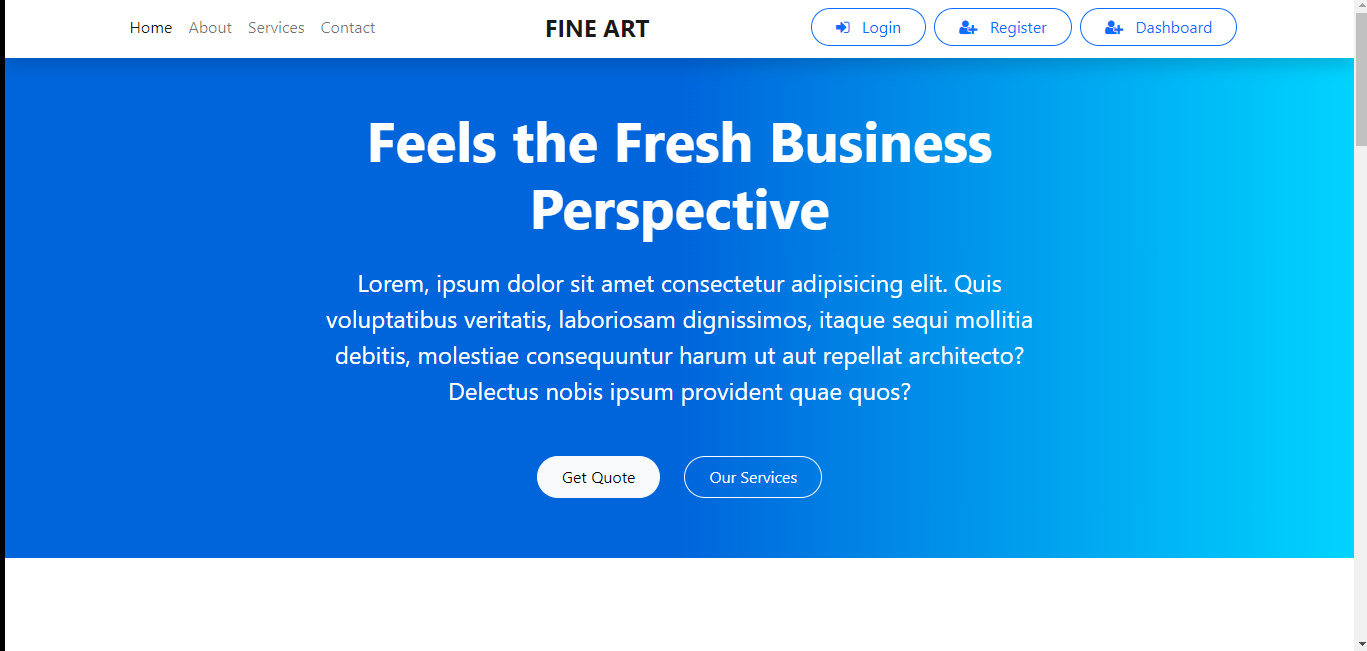 Home About Services Contact FINE ART Login Register Dashboard
Feels the Fresh Business
Perspective
Lorem, ipsum dolor sit amet consectetur adipisicing elit. Quis
voluptatibus veritatis, laboriosam dignissimos, itaque sequi mollitia
debitis, molestiae consequuntur harum ut aut repellat architecto?
Delectus nobis ipsum provident quae quos?
Get Quote Our Services